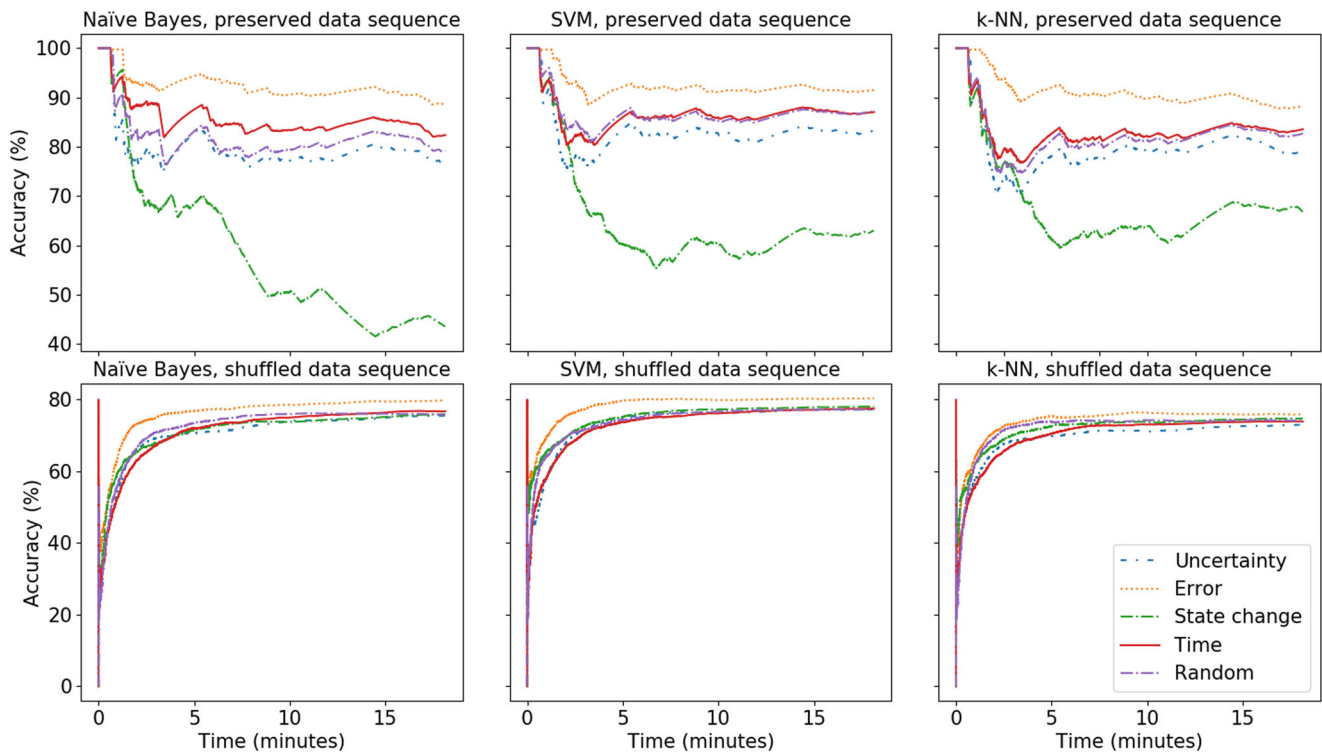 Naïve Bayes, preserved data sequence
SVM, preserved data sequence
k-NN, preserved data sequence
Accuracy (%)
100
90
80
70
60
50
40
Naïve Bayes, shuffled data sequence
SVM, shuffled data sequence
k-NN, shuffled data sequence
Accuracy (%)
80
60
40
20
0
0 5 10 15
0 5 10 15
0 5 10 15
Time (minutes)
Time (minutes)
Time (minutes)
Uncertainty
Error
State change
Time
Random